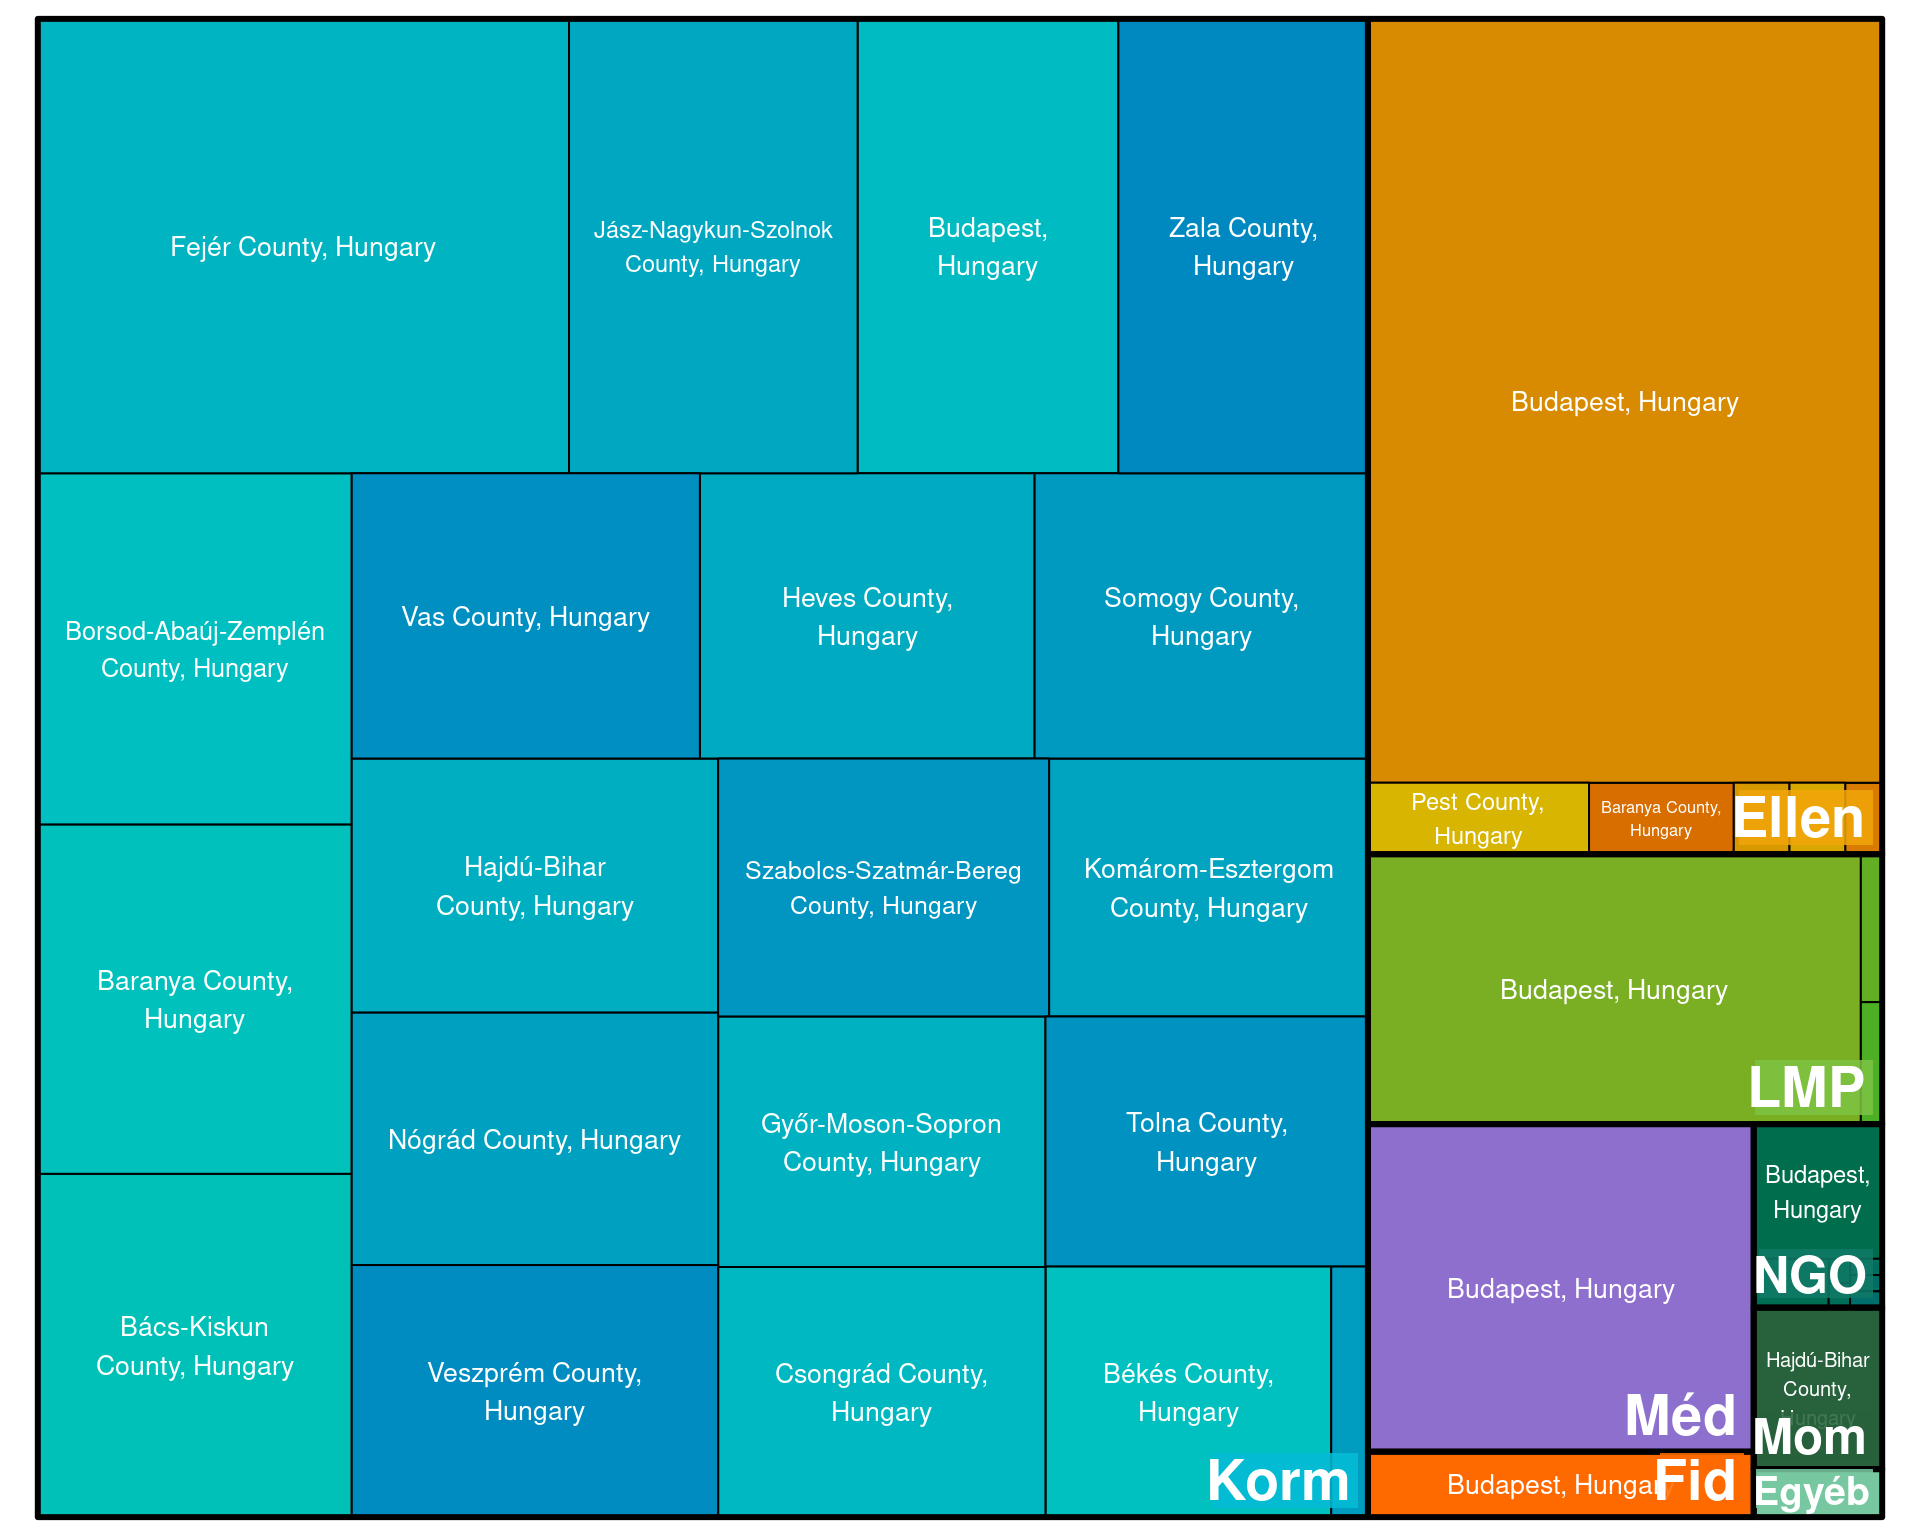 Fejér County, Hungary
Jász-Nagykun-Szolnok
County, Hungary
Budapest,
Hungary
Zala County,
Hungary
Borsod-Abaúj-Zemplén
County, Hungary
Vas County, Hungary
Heves County,
Hungary
Somogy County,
Hungary
Baranya County,
Hungary
Hajdú-Bihar
County, Hungary
Szabolcs-Szatmár-Bereg
County, Hungary
Komárom-Esztergom
County, Hungary
Nógrád County, Hungary
Győr-Moson-Sopron
County, Hungary
Tolna County,
Hungary
Bács-Kiskun
County, Hungary
Veszprém County,
Hungary
Csongrád County,
Hungary
Békés County,
Hungary
Korm
Budapest, Hungary
Pest County,
Hungary
Baranya County,
Hungary
Ellen
Budapest, Hungary
LMP
Budapest, Hungary
Méd
Budapest, Hungary
Fid
Budapest,
Hungary
NGO
Hajdú-Bihar
County,
Hungary
Mom
Egyéb